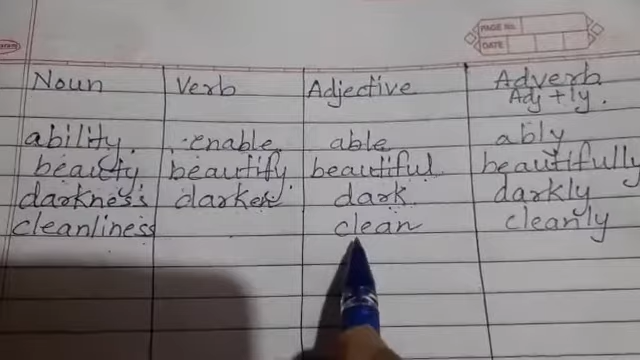 PAGE No.
DATE
Noun Verb Adjective Adverb
Adj + ly.
ability. enable able ably
beauty beautify beautiful beautifully
darkness darken dark darkly
cleanliness clean cleanly